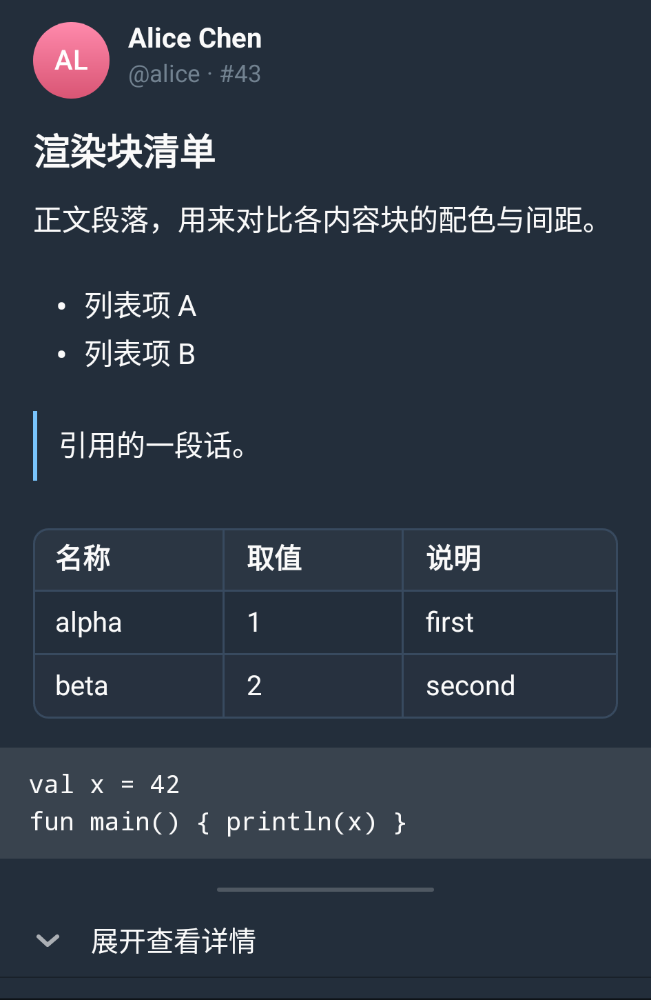 AL
Alice Chen
@alice · #43
渲染块清单
正文段落，用来对比各内容块的配色与间距。
• 列表项 A
• 列表项 B
引用的一段话。
名称 取值 说明
alpha 1 first
beta 2 second
val x = 42
fun main() { println(x) }
展开查看详情